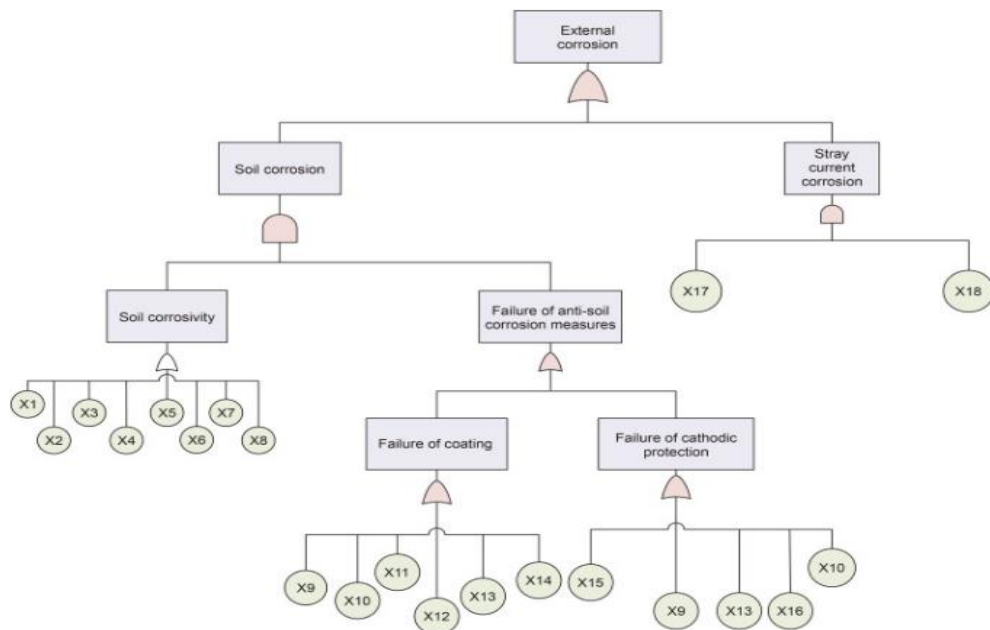 External
corrosion
Soil corrosion
Stray
current
corrosion
X17
X18
Soil corrosivity
Failure of anti-soil
corrosion measures
X1
X2
X3
X4
X5
X6
X7
X8
Failure of coating
Failure of cathodic
protection
X9
X10
X11
X12
X13
X14
X15
X9
X13
X16
X10